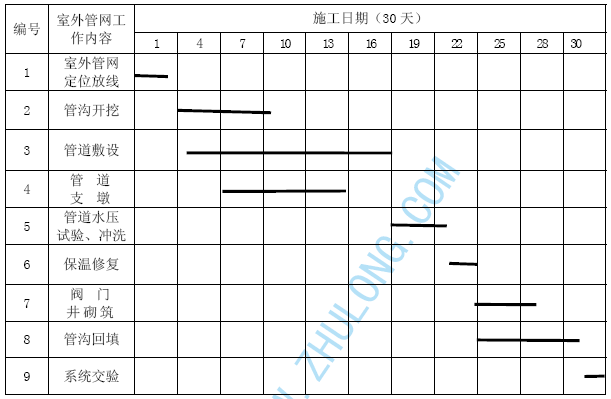 编号
室外管网工
作内容
施工日期（30 天）
1 4 7 10 13 16 19 22 25 28 30
1 室外管网
定位放线
2 管沟开挖
3 管道敷设
4 管 道
支 墩
5 管道水压
试验、冲洗
6 保温修复
7 阀 门
井 砌 筑
8 管沟回填
9 系统交验
.ZHULONG.COM